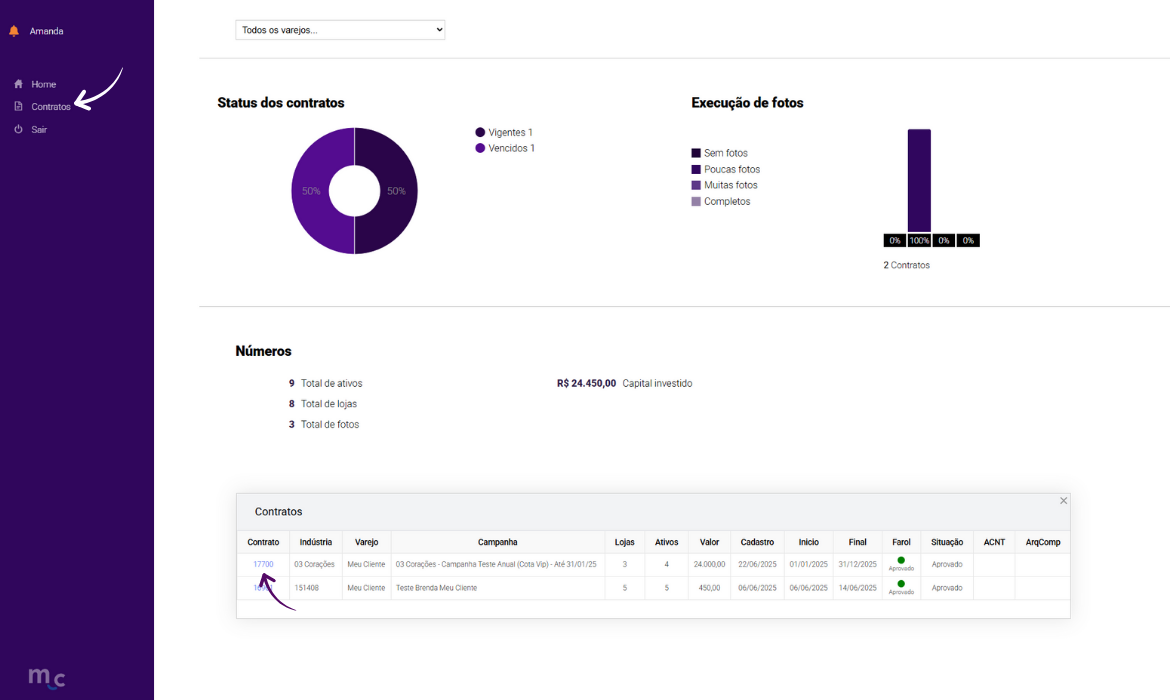 Amanda
Home
Contratos
Sair
Todos os varejos...
Status dos contratos
50%
50%
Vigentes 1
Vencidos 1
Execução de fotos
Sem fotos
Poucas fotos
Muitas fotos
Completos
0% 100% 0% 0%
2 Contratos
Números
9 Total de ativos
8 Total de lojas
3 Total de fotos
R$ 24.450,00 Capital investido
Contratos
Contrato Indústria Varejo Campanha Lojas Ativos Valor Cadastro Inicio Final Farol Situação ACNT ArqComp
17700 03 Corações Meu Cliente 03 Corações - Campanha Teste Anual (Cota Vip) - Até 31/01/25 3 4 24.000,00 22/06/2025 01/01/2025 31/12/2025 Aprovado Aprovado
151408 Meu Cliente Teste Brenda Meu Cliente 5 5 450,00 06/06/2025 06/06/2025 14/06/2025 Aprovado Aprovado
mc